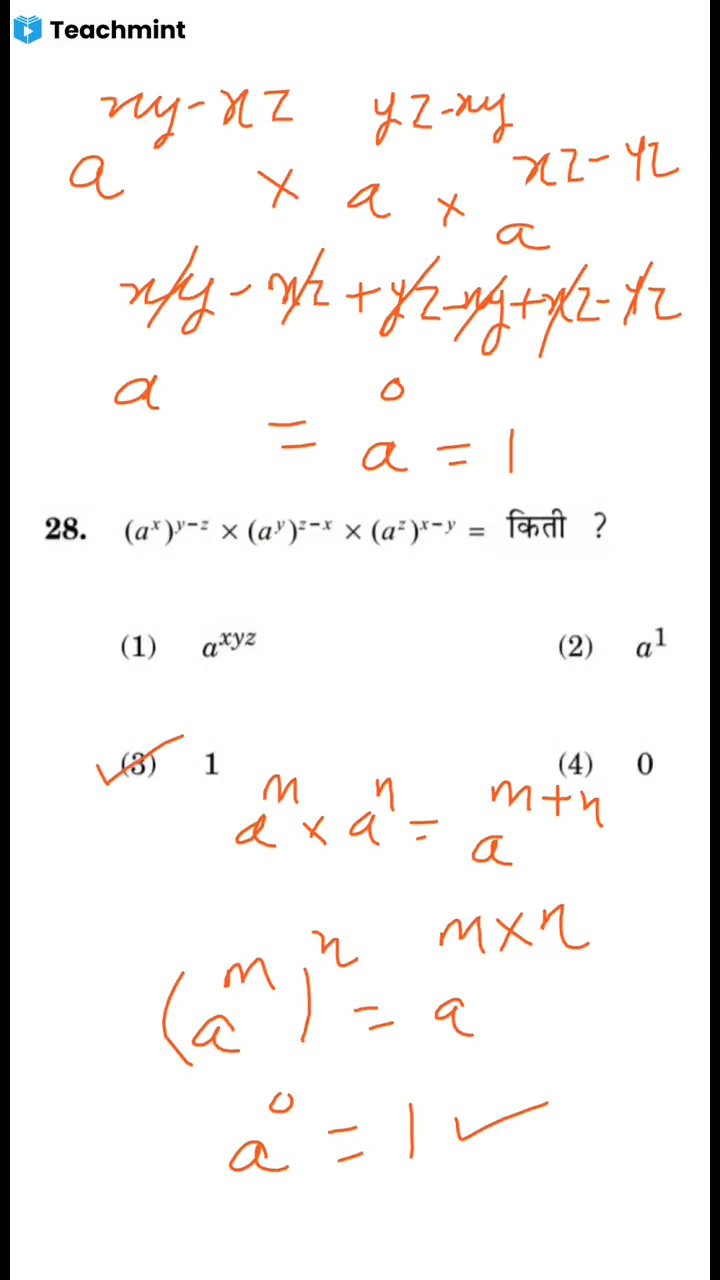 Teachmint
a^(xy-xz) × a^(yz-xy) × a^(xz-yz)
a^(xy-xz+yz-xy+xz-yz)
= a^0 = 1
28. (a^x)^(y-z) × (a^y)^(z-x) × (a^z)^(x-y) = किती ?
(1) a^(xyz) (2) a^1
(3) 1 (4) 0
a^m × a^n = a^(m+n)
(a^m)^n = a^(m×n)
a^0 = 1 ✓